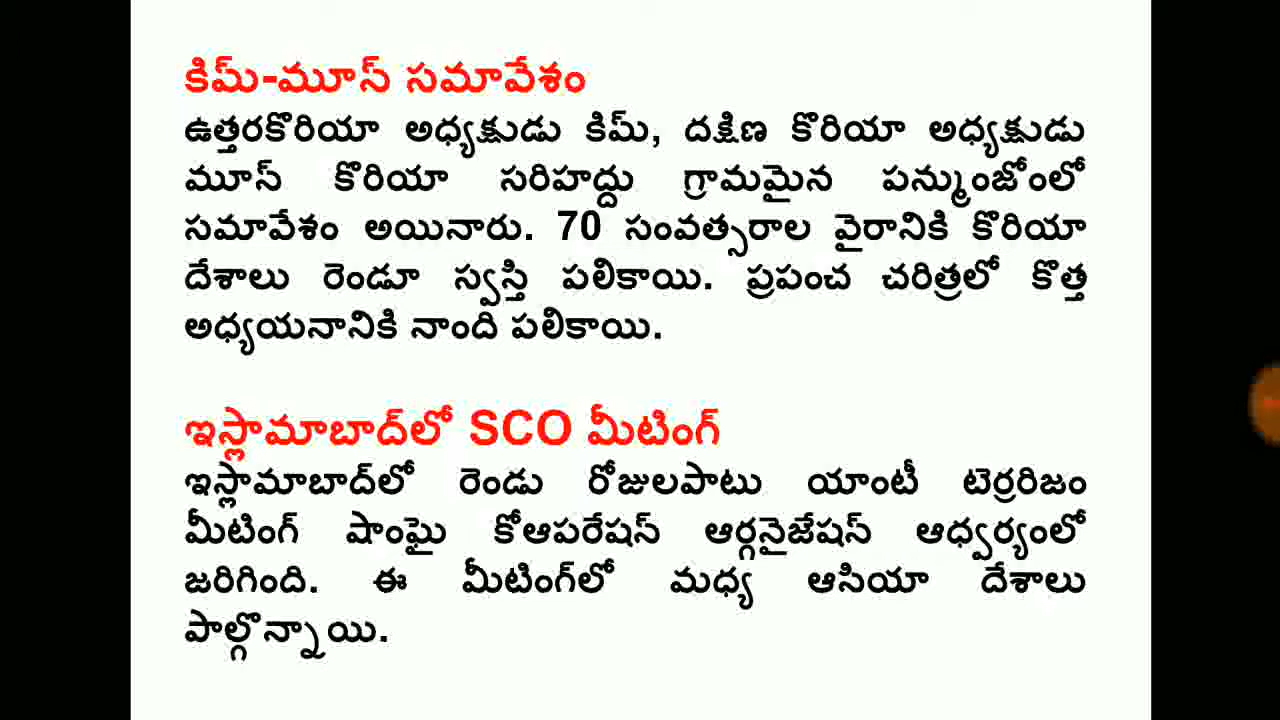 కిమ్-మూన్ సమావేశం
ఉత్తరకొరియా అధ్యక్షుడు కిమ్, దక్షిణ కొరియా అధ్యక్షుడు
మూన్ కొరియా సరిహద్దు గ్రామమైన పన్ముంజోంలో
సమావేశం అయినారు. 70 సంవత్సరాల వైరానికి కొరియా
దేశాలు రెండూ స్వస్తి పలికాయి. ప్రపంచ చరిత్రలో కొత్త
అధ్యయనానికి నాంది పలికాయి.
ఇస్లామాబాద్‌లో SCO మీటింగ్
ఇస్లామాబాద్‌లో రెండు రోజులపాటు యాంటీ టెర్రరిజం
మీటింగ్ షాంఘై కోఆపరేషన్ ఆర్గనైజేషన్ ఆధ్వర్యంలో
జరిగింది. ఈ మీటింగ్‌లో మధ్య ఆసియా దేశాలు
పాల్గొన్నాయి.